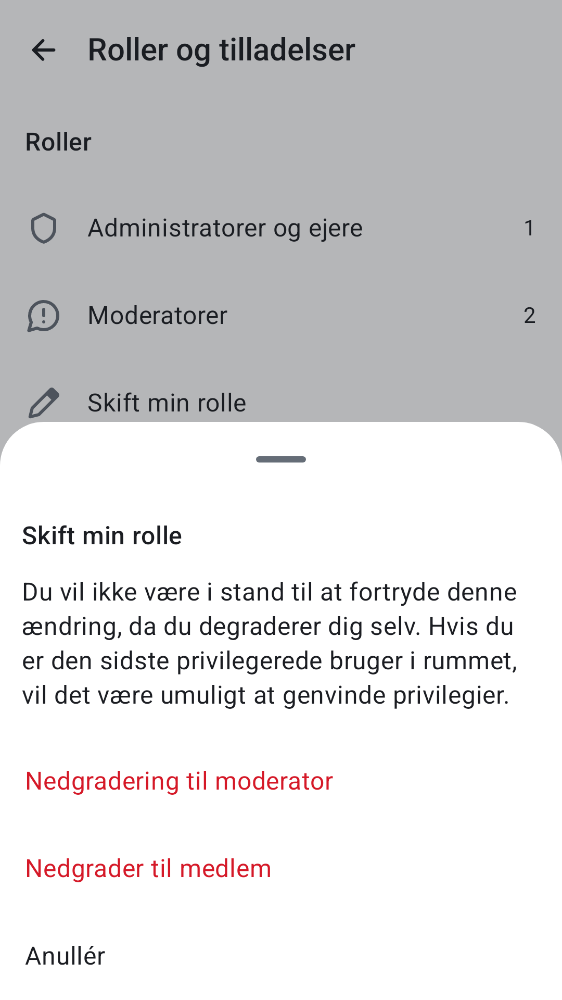 Roller og tilladelser
Roller
Administratorer og ejere 1
Moderatorer 2
Skift min rolle
Skift min rolle
Du vil ikke være i stand til at fortryde denne
ændring, da du degraderer dig selv. Hvis du
er den sidste privilegerede bruger i rummet,
vil det være umuligt at genvinde privilegier.
Nedgradering til moderator
Nedgrader til medlem
Anullér